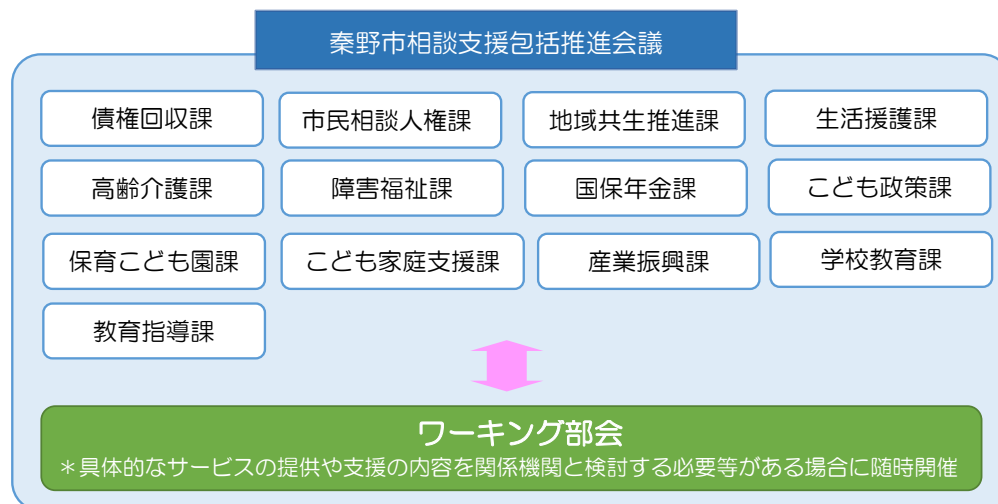 秦野市相談支援包括推進会議
債権回収課
市民相談人権課
地域共生推進課
生活援護課
高齢介護課
障害福祉課
国保年金課
こども政策課
保育こども園課
こども家庭支援課
産業振興課
学校教育課
教育指導課
ワーキング部会
＊具体的なサービスの提供や支援の内容を関係機関と検討する必要等がある場合に随時開催